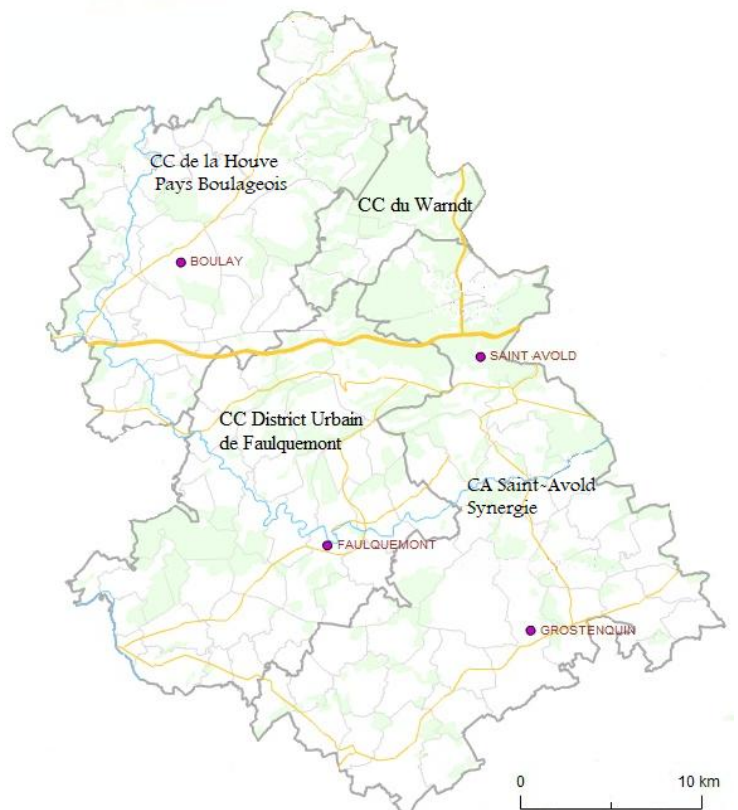 CC de la Houve
Pays Boulageois
CC du Warndt
BOULAY
SAINT AVOLD
CC District Urbain
de Faulquemont
CA Saint~Avold
Synergie
FAULQUEMONT
GROSTENQUIN
0 10 km